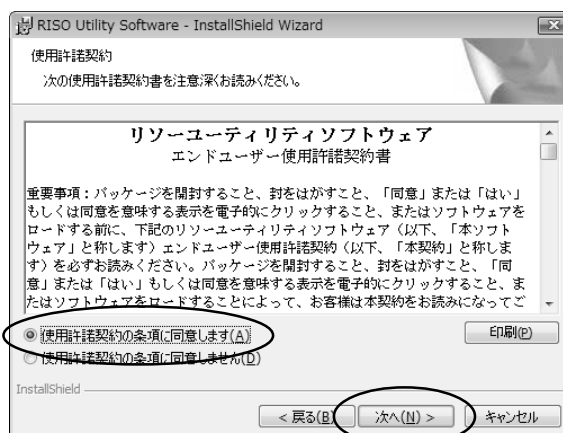 RISO Utility Software - InstallShield Wizard
使用許諾契約
次の使用許諾契約書を注意深くお読みください。
リソーユーティリティソフトウェア
エンドユーザー使用許諾契約書
重要事項：パッケージを開封すること、封をはがすこと、「同意」または「はい」
もしくは同意を意味する表示を電子的にクリックすること、またはソフトウェアを
ロードする前に、下記のリソーユーティリティソフトウェア（以下、「本ソフト
ウェア」と称します）エンドユーザー使用許諾契約（以下、「本契約」と称しま
す）を必ずお読みください。パッケージを開封すること、封をはがすこと、「同
意」または「はい」もしくは同意を意味する表示を電子的にクリックすること、ま
たはソフトウェアをロードすることによって、お客様は本契約をお読みになってご
使用許諾契約の条項に同意します(A)
印刷(P)
使用許諾契約の条項に同意しません(D)
InstallShield
< 戻る(B)
次へ(N) >
キャンセル